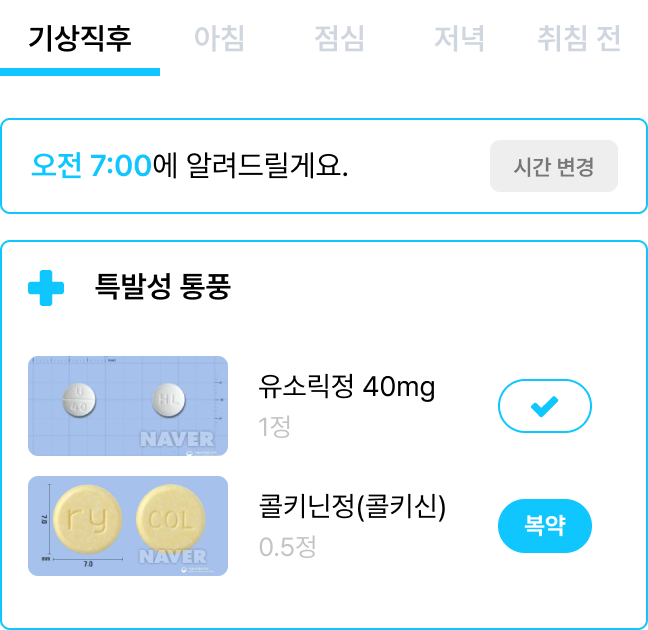 기상직후 아침 점심 저녁 취침 전
오전 7:00에 알려드릴게요. 시간 변경
특발성 통풍
U
40
HL
NAVER
유소릭정 40mg
1정
ry
COL
7.0
mm
7.0
NAVER
콜키닌정(콜키신)
0.5정
복약